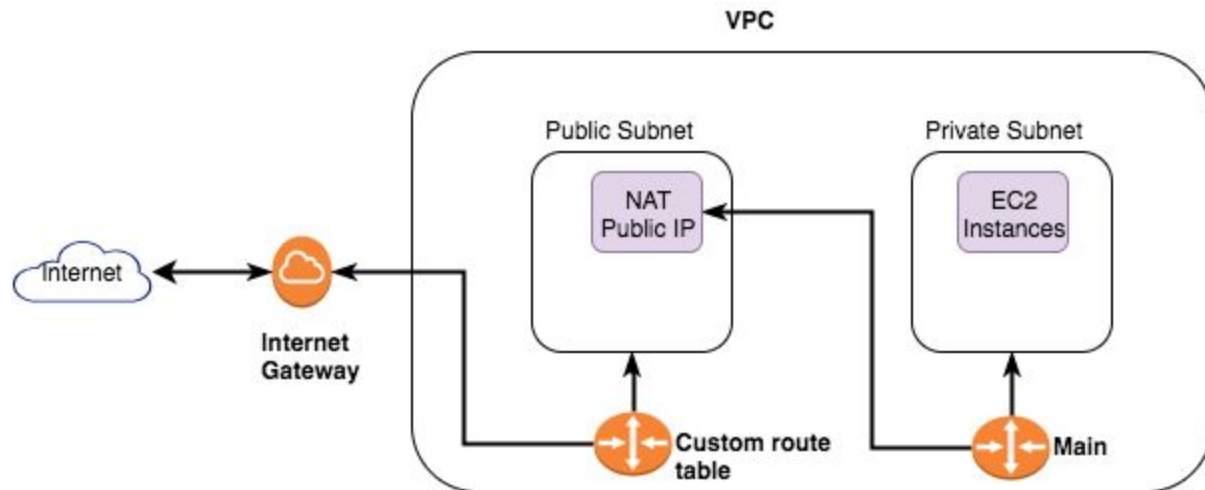 VPC
Public Subnet
Private Subnet
NAT
Public IP
EC2
Instances
Internet
Internet
Gateway
Custom route
table
Main